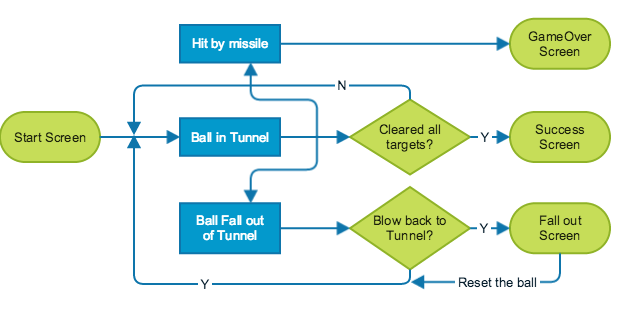 Hit by missile
GameOver
Screen
N
Start Screen
Ball in Tunnel
Cleared all
targets?
Y
Success
Screen
Ball Fall out
of Tunnel
Blow back to
Tunnel?
Y
Fall out
Screen
Y
Reset the ball